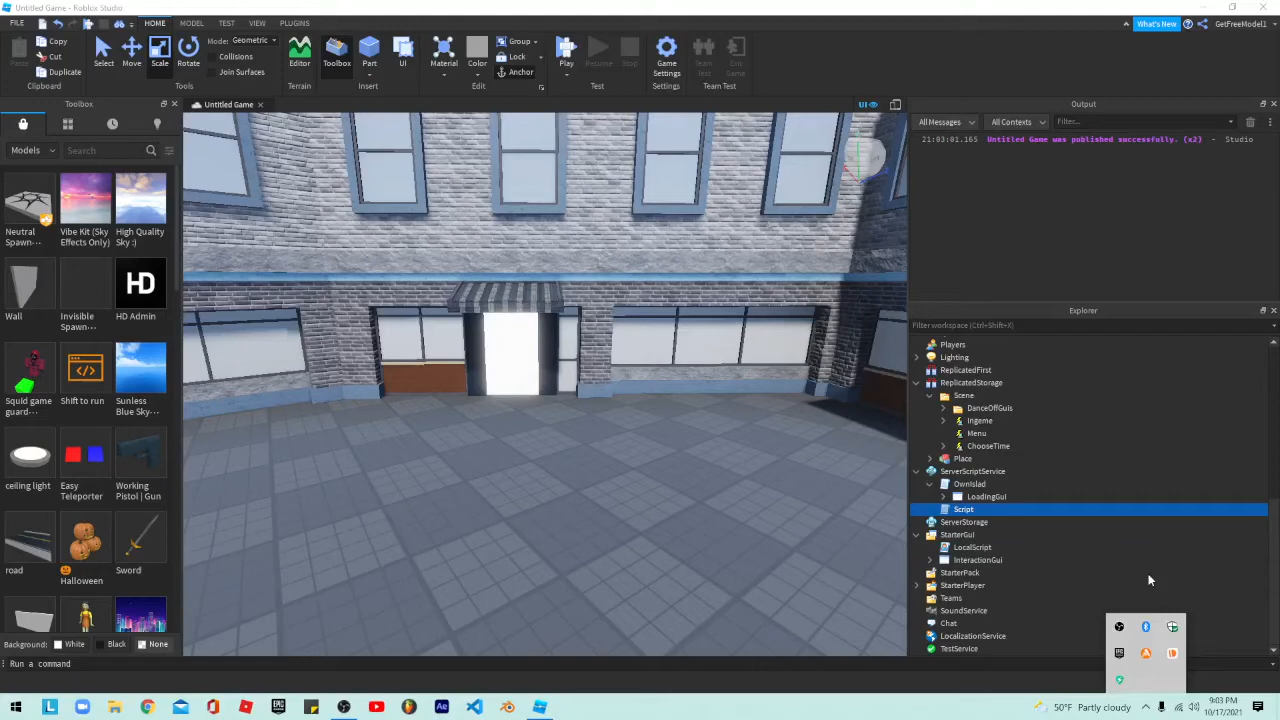 Untitled Game - Roblox Studio
FILE HOME MODEL TEST VIEW PLUGINS What's New GetFreeModel1
Paste Copy Cut Duplicate Select Move Scale Rotate Mode: Geometric Collisions Join Surfaces Editor Toolbox Part UI Material Color Group Lock Anchor Play Resume Stop Game Settings Team Test Exit Game
Clipboard Tools Terrain Insert Edit Test Settings Team Test
Toolbox
Untitled Game
UI
Models Search
Neutral Spawn-...
Vibe Kit (Sky Effects Only)
High Quality Sky :)
Wall
Invisible Spawn-...
HD
HD Admin
Squid game guard-...
Shift to run
Sunless Blue Sky-...
ceiling light
Easy Teleporter
Working Pistol | Gun
road
Halloween
Sword
Background: White Black None
Run a command
Output
All Messages All Contexts Filter...
21:03:01.165 Untitled Game was published successfully. (x2) - Studio
Explorer
Filter workspace (Ctrl+Shift+X)
Players
Lighting
ReplicatedFirst
ReplicatedStorage
Scene
DanceOffGuis
Ingeme
Menu
ChooseTime
Place
ServerScriptService
OwnIslad
LoadingGui
Script
ServerStorage
StarterGui
LocalScript
InteractionGui
StarterPack
StarterPlayer
Teams
SoundService
Chat
LocalizationService
TestService
50°F Partly cloudy
9:03 PM
10/17/2021